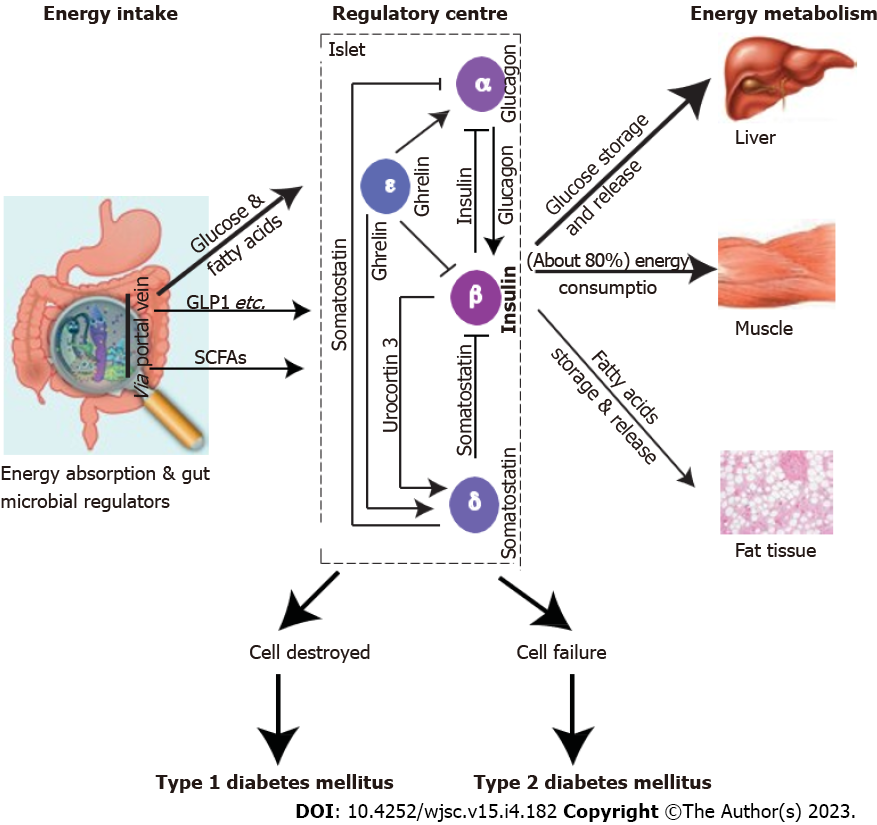 Energy intake
Regulatory centre
Energy metabolism
Islet
α
Glucagon
ε
Ghrelin
Ghrelin
Insulin
Glucagon
Somatostatin
β
Insulin
Urocortin 3
Somatostatin
δ
Somatostatin
Glucose &
fatty acids
GLP1 etc.
SCFAs
Via portal vein
Energy absorption & gut
microbial regulators
Glucose storage
and release
Liver
(About 80%) energy
consumptio
Muscle
Fatty acids
storage & release
Fat tissue
Cell destroyed
Cell failure
Type 1 diabetes mellitus
Type 2 diabetes mellitus
DOI: 10.4252/wjsc.v15.i4.182 Copyright ©The Author(s) 2023.